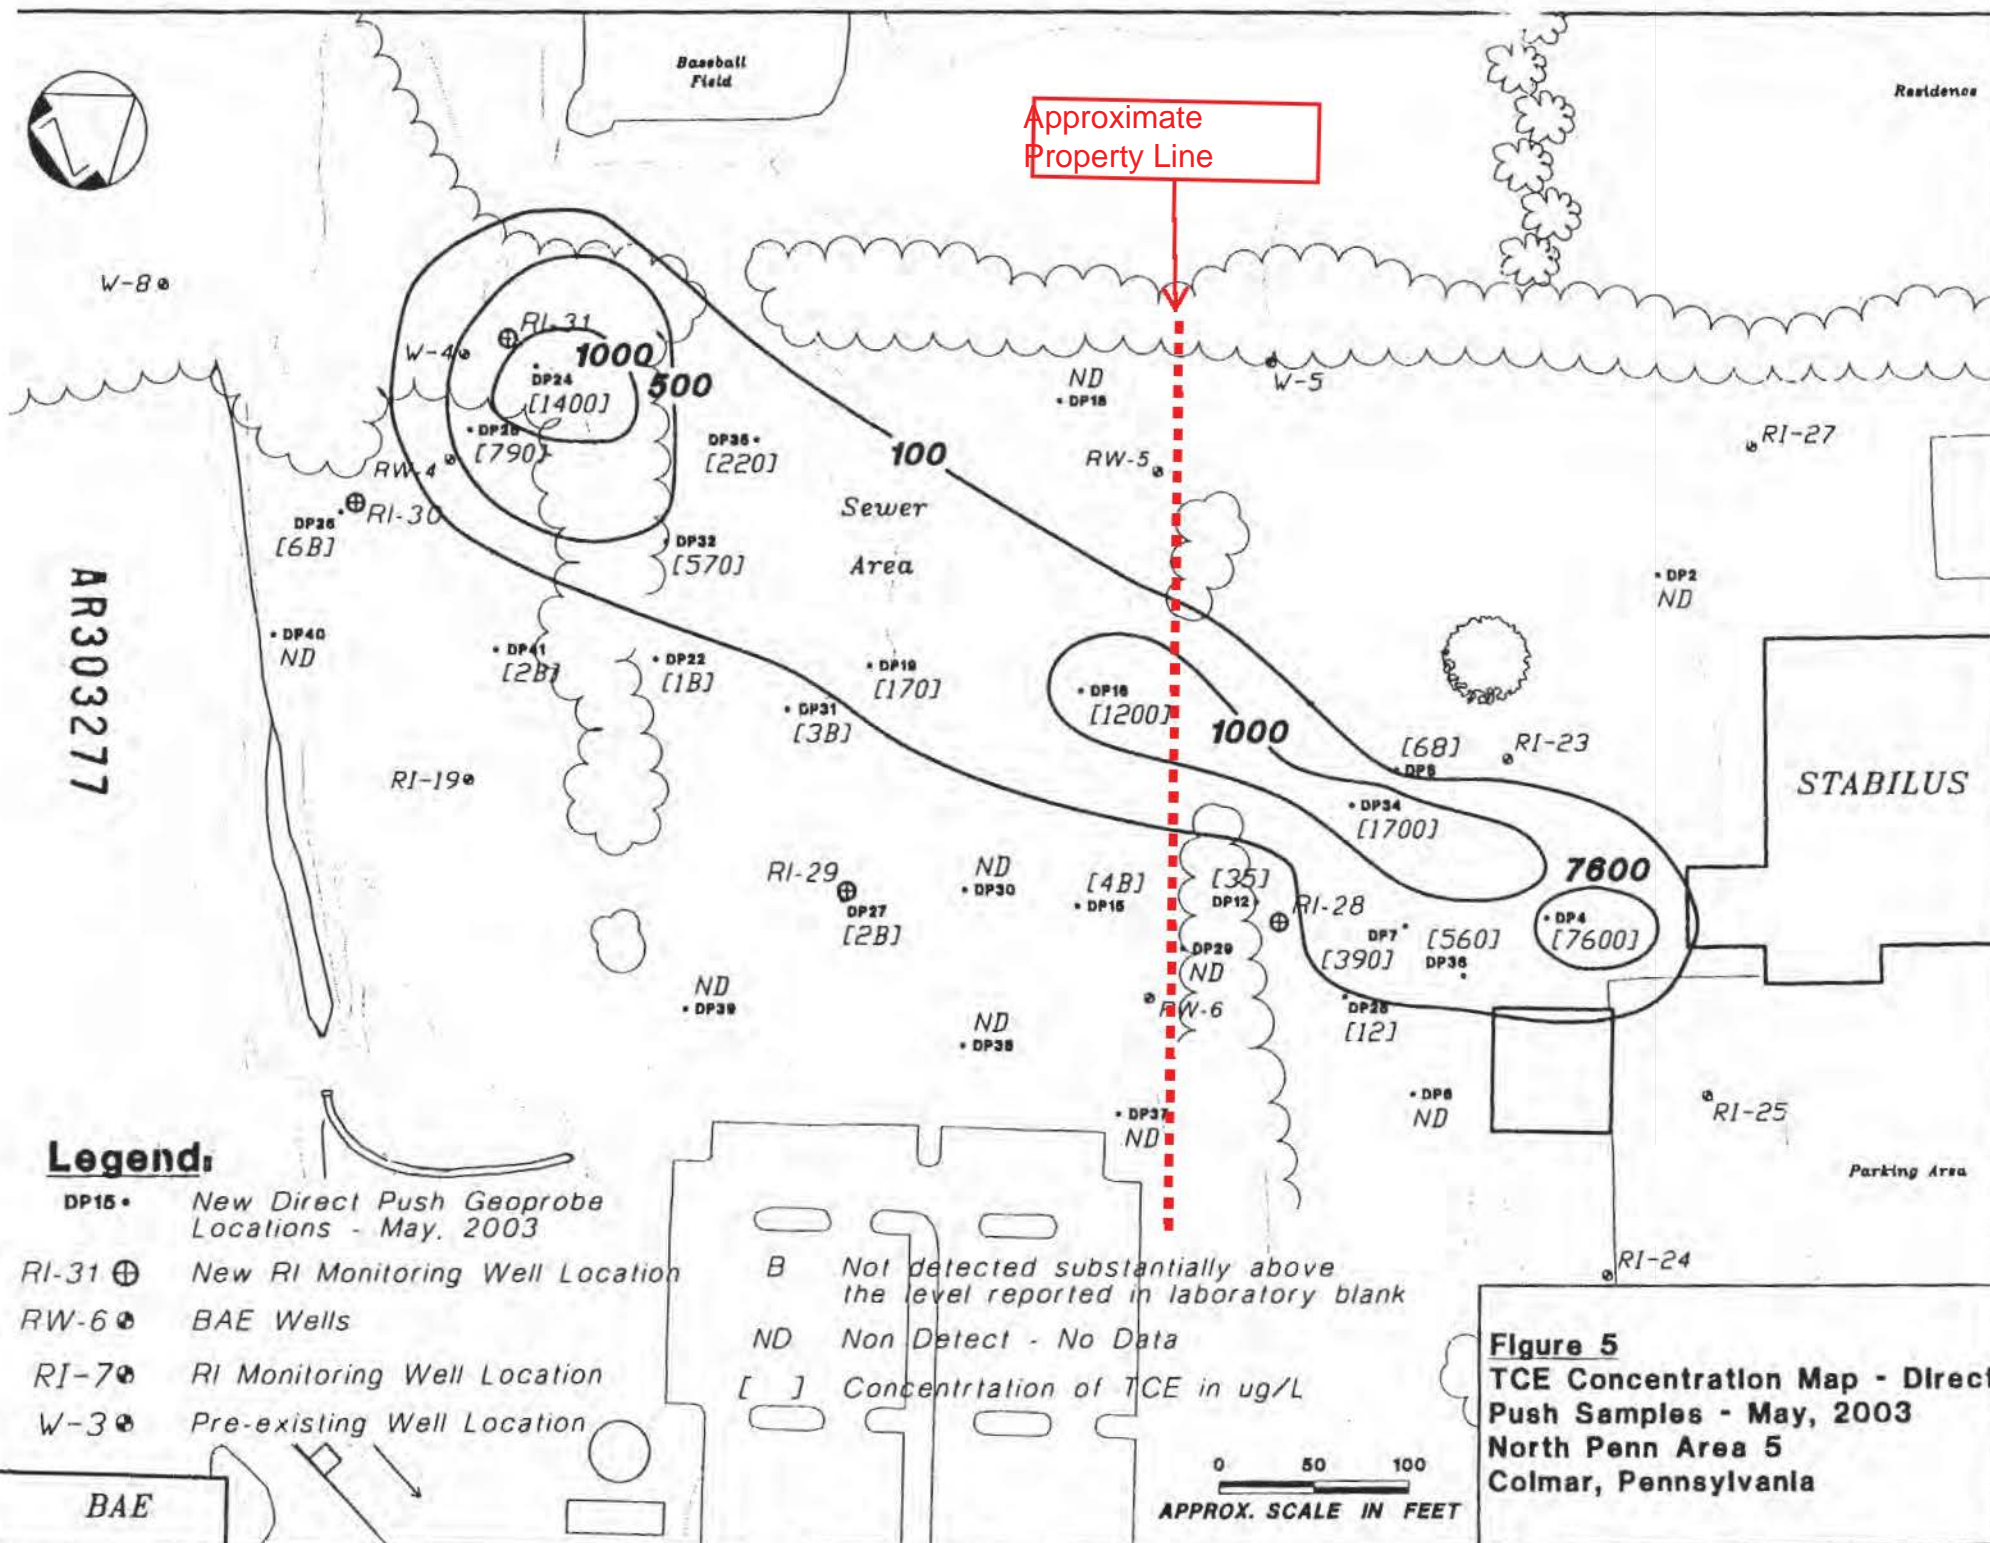 Baseball
Field
Residence
Approximate
Property Line
W-8
RI-31
W-4
1000
500
DP24
[1400]
[790]
RW-4
DP35
[220]
100
ND
DP18
W-5
RW-5
RI-27
Sewer
Area
RI-30
[6B]
DP32
[570]
DP2
ND
AR303277
DP40
ND
DP41
[2B]
DP22
[1B]
DP19
[170]
DP31
[3B]
DP16
[1200]
1000
[68]
RI-23
STABILUS
RI-19
DP34
[1700]
7600
RI-29
DP27
[2B]
ND
DP30
[4B]
DP15
[35]
DP12
RI-28
DP4
[7600]
DP7
[390]
[560]
DP36
DP29
ND
RW-6
ND
DP39
ND
[12]
DP37
ND
ND
RI-25
Parking Area
RI-24
Legend:
DP15 New Direct Push Geoprobe
Locations - May, 2003
RI-31 New RI Monitoring Well Location
RW-6 BAE Wells
RI-7 RI Monitoring Well Location
W-3 Pre-existing Well Location
B Not detected substantially above
the level reported in laboratory blank
ND Non Detect - No Data
[ ] Concentrtation of TCE in ug/L
BAE
0 50 100
APPROX. SCALE IN FEET
Figure 5
TCE Concentration Map - Direct
Push Samples - May, 2003
North Penn Area 5
Colmar, Pennsylvania